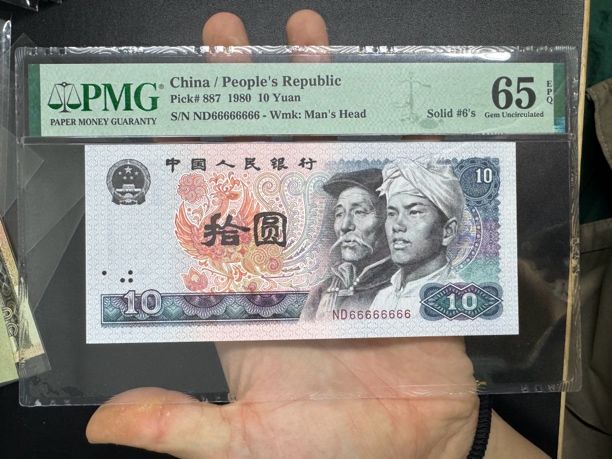 PMG
PAPER MONEY GUARANTY
China / People's Republic
Pick# 887 1980 10 Yuan
S/N ND66666666 - Wmk: Man's Head
Solid #6's
65 EPQ
Gem Uncirculated
中国人民银行
10
拾圆
10
ND66666666
10